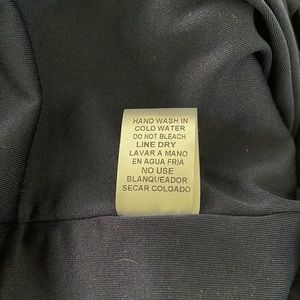 HAND WASH IN
COLD WATER
DO NOT BLEACH
LINE DRY
LAVAR A MANO
EN AGUA FRIA
NO USE
BLANQUEADOR
SECAR COLGADO